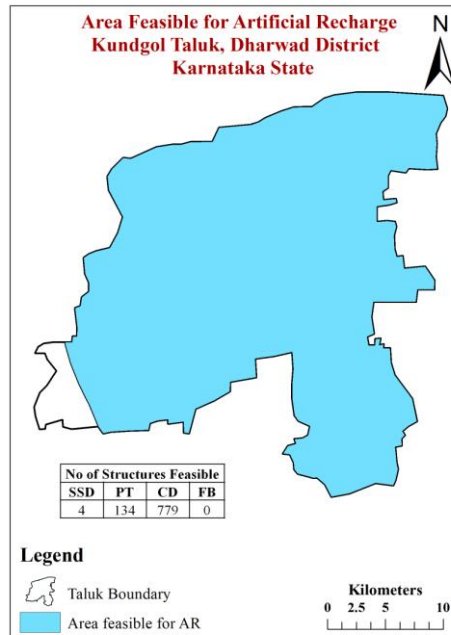 Area Feasible for Artificial Recharge
Kundgol Taluk, Dharwad District
Karnataka State
N
No of Structures Feasible
SSD PT CD FB
4 134 779 0
Legend
Taluk Boundary
Area feasible for AR
Kilometers
0 2.5 5 10